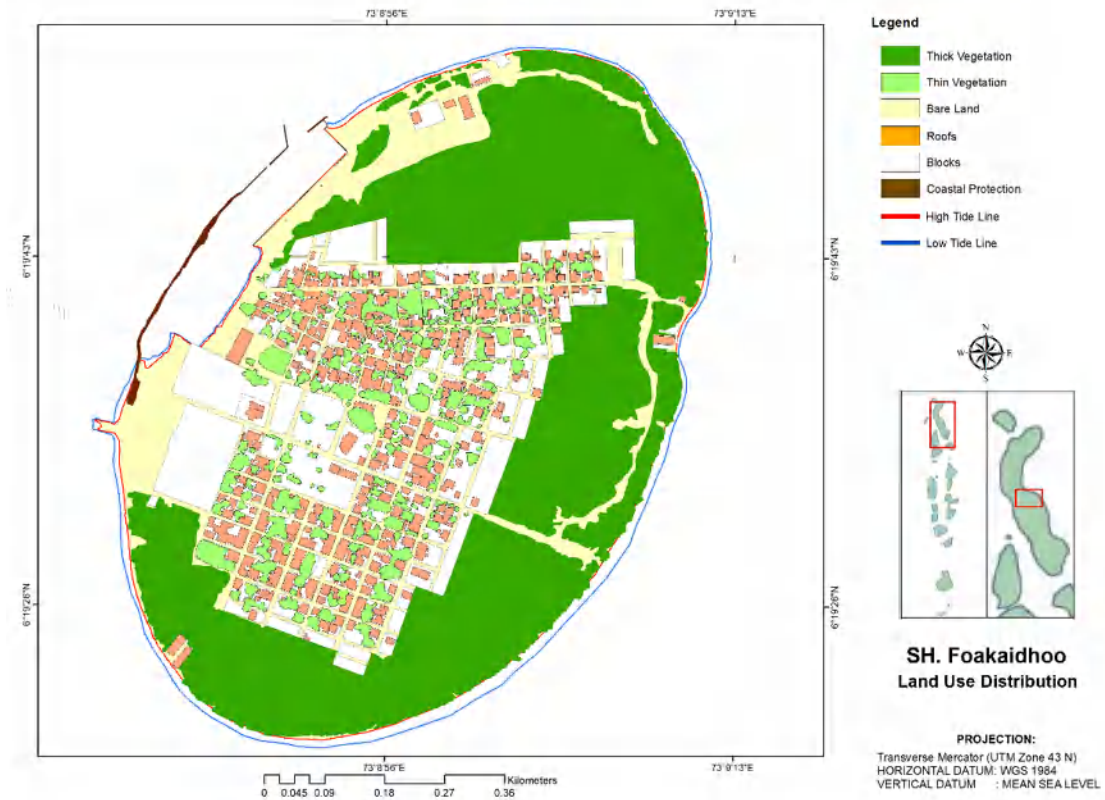 73°8'56"E
73°9'13"E
Legend
Thick Vegetation
Thin Vegetation
Bare Land
Roofs
Blocks
Coastal Protection
High Tide Line
Low Tide Line
6°19'43"N
6°19'43"N
N
W
E
S
6°19'26"N
6°19'26"N
SH. Foakaidhoo
Land Use Distribution
73°8'56"E
73°9'13"E
Kilometers
0 0.045 0.09 0.18 0.27 0.36
PROJECTION:
Transverse Mercator (UTM Zone 43 N)
HORIZONTAL DATUM: WGS 1984
VERTICAL DATUM : MEAN SEA LEVEL